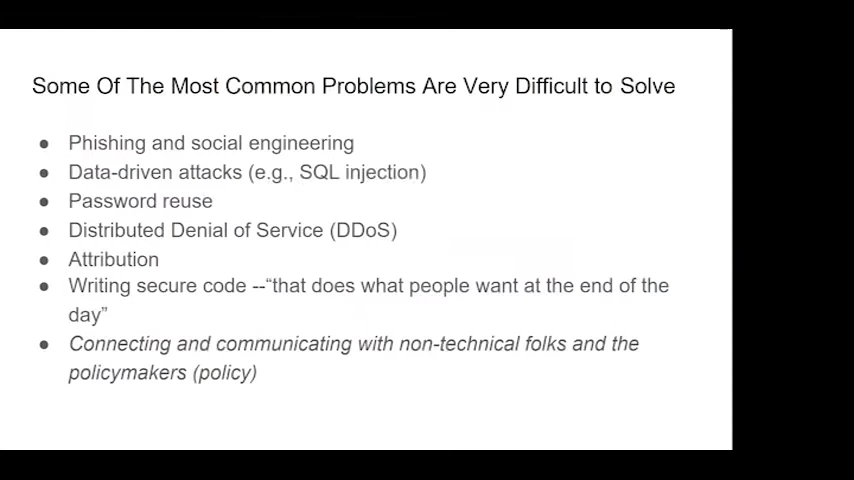 Some Of The Most Common Problems Are Very Difficult to Solve
● Phishing and social engineering
● Data-driven attacks (e.g., SQL injection)
● Password reuse
● Distributed Denial of Service (DDoS)
● Attribution
● Writing secure code --“that does what people want at the end of the
day”
● Connecting and communicating with non-technical folks and the
policymakers (policy)